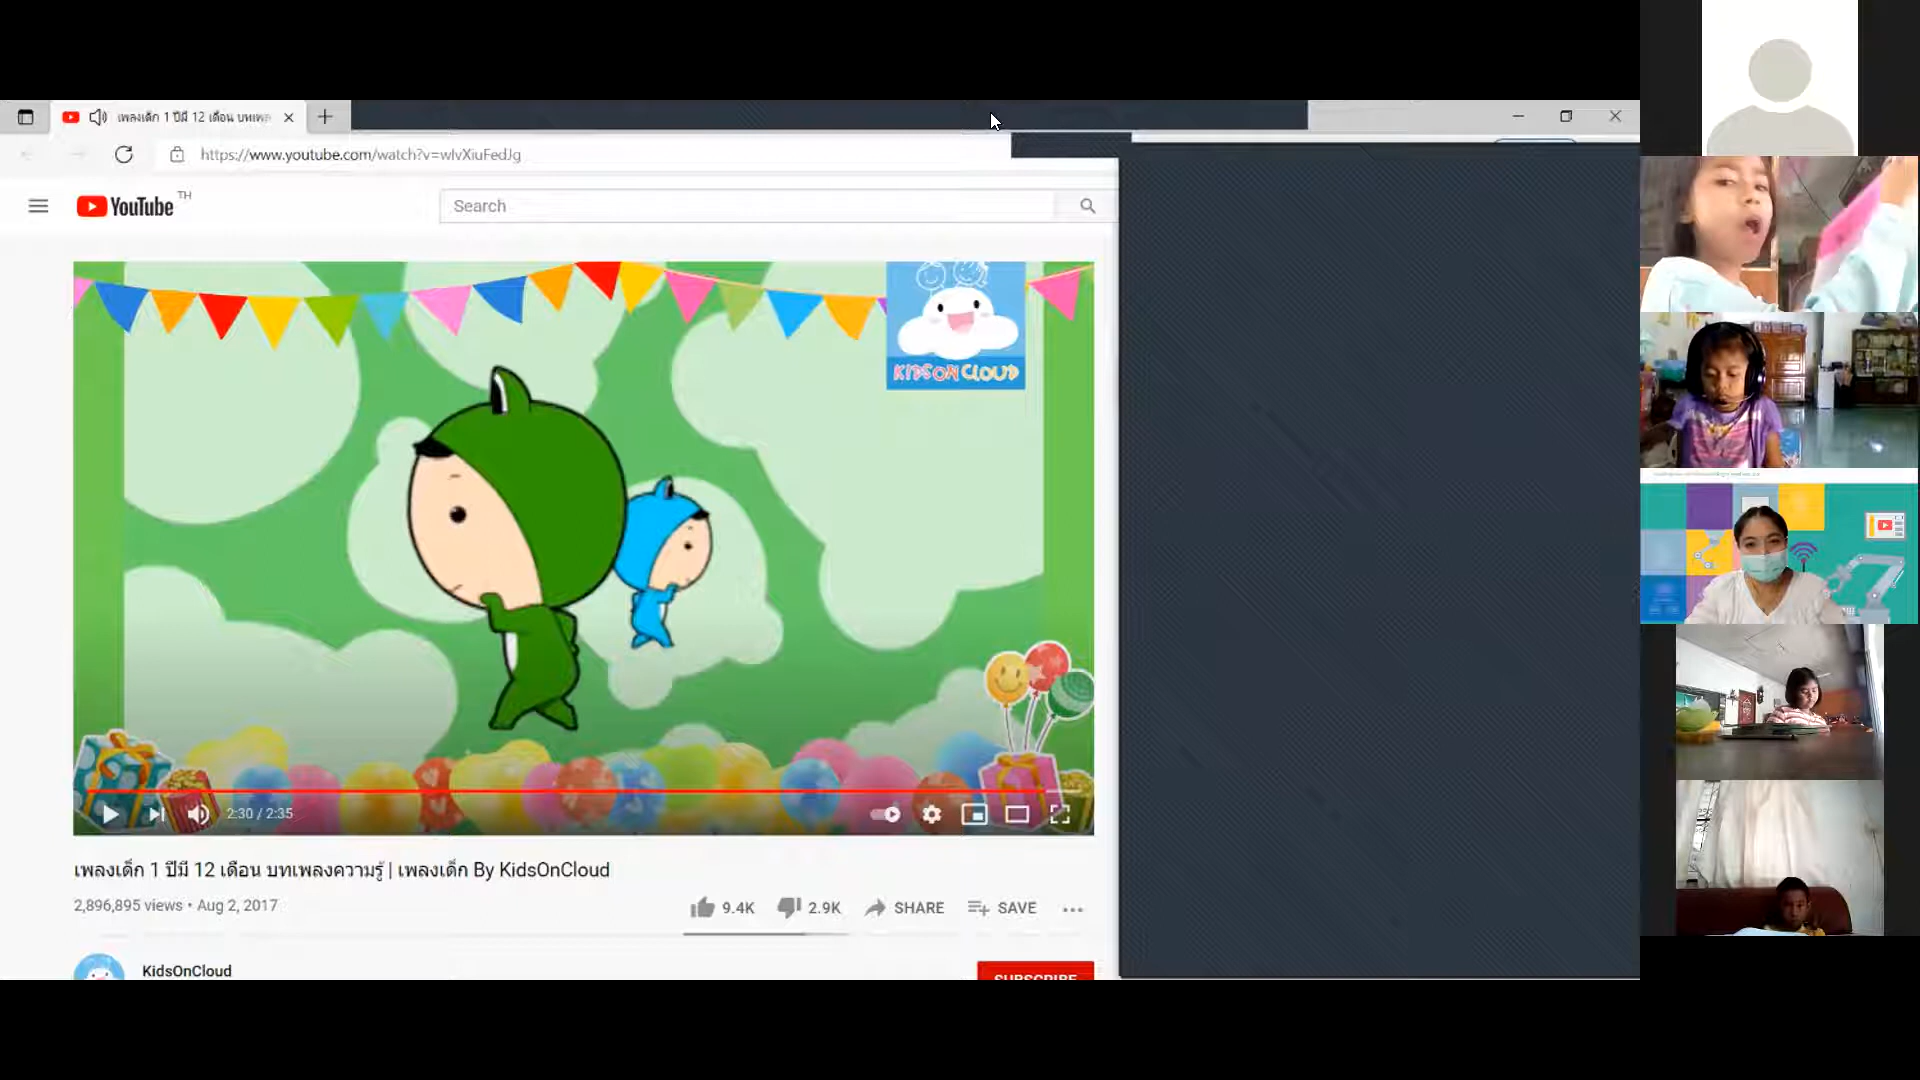 เพลงเด็ก 1 ปีมี 12 เดือน บทเพล
https://www.youtube.com/watch?v=wIvXiuFedJg
YouTube TH
Search
KIDSONCLOUD
2:30 / 2:35
เพลงเด็ก 1 ปีมี 12 เดือน บทเพลงความรู้ | เพลงเด็ก By KidsOnCloud
2,896,895 views • Aug 2, 2017
9.4K 2.9K SHARE SAVE
KidsOnCloud
SUBSCRIBE